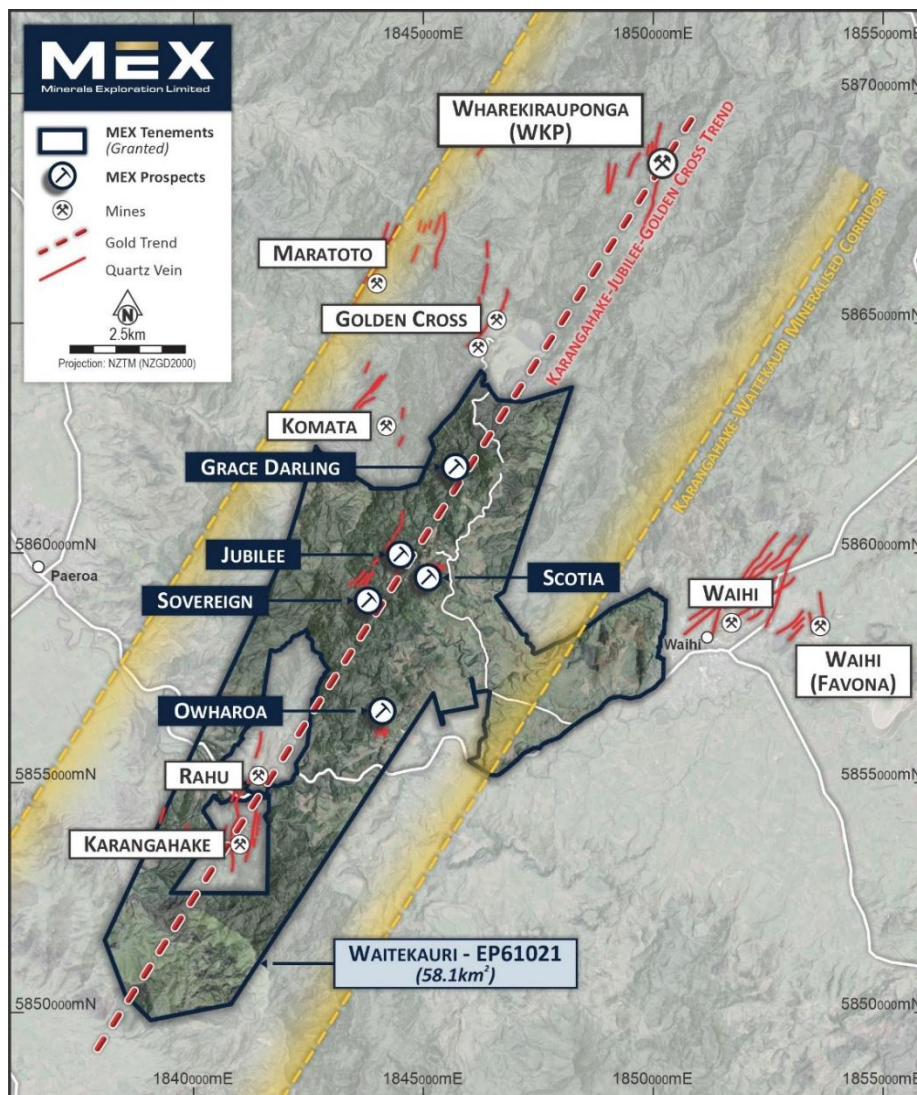 MEX
Minerals Exploration Limited
MEX Tenements
(Granted)
MEX Prospects
Mines
Gold Trend
Quartz Vein
N
2.5km
Projection: NZTM (NZGD2000)
1845000mE
1850000mE
1855000mE
5870000mN
WHAREKIRAUPONGA
(WKP)
KARANGAHAKE-JUBILEE-GOLDEN CROSS TREND
MARATOTO
GOLDEN CROSS
5865000mN
KARANGAHAKE-WAITEKAURI MINERALISED CORRIDOR
KOMATA
GRACE DARLING
5860000mN
5860000mN
JUBILEE
Paeroa
SCOTIA
SOVEREIGN
WAIHI
Waihi
WAIHI
(FAVONA)
OWHAROA
RAHU
5855000mN
5855000mN
KARANGAHAKE
WAITEKAURI - EP61021
(58.1km²)
5850000mN
5850000mN
1840000mE
1845000mE
1850000mE
1855000mE